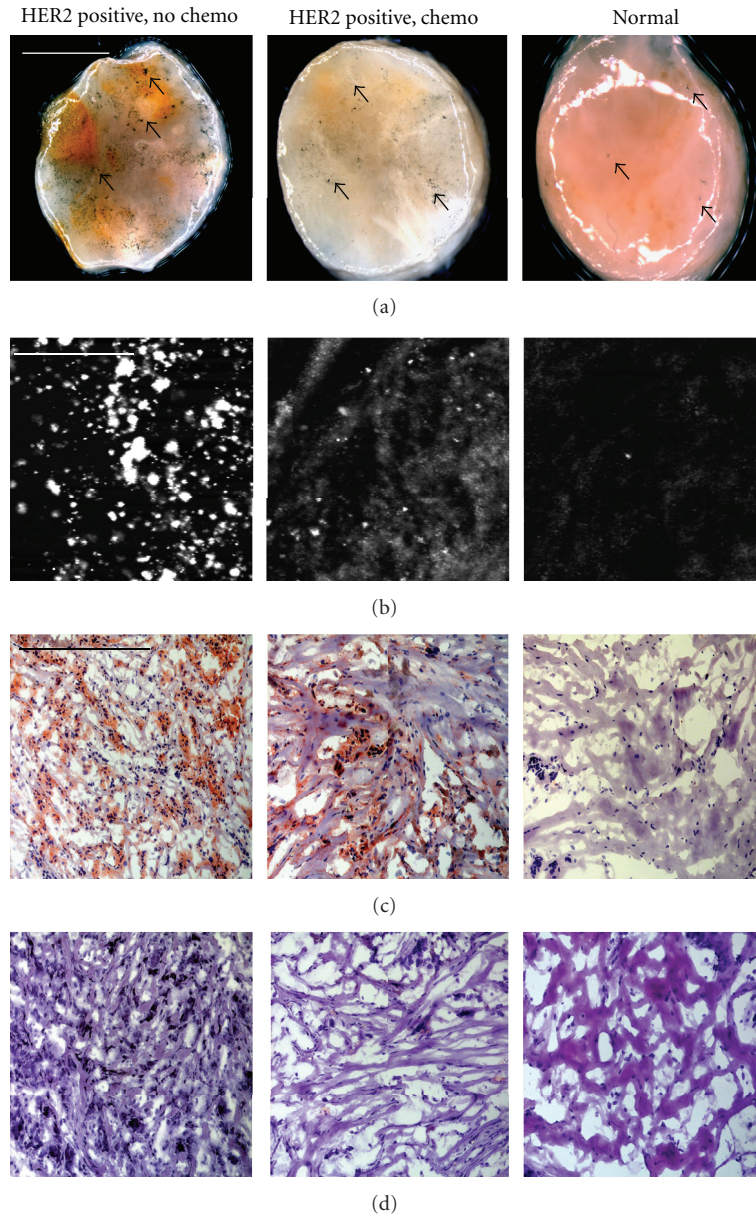 HER2 positive, no chemo
HER2 positive, chemo
Normal
(a)
(b)
(c)
(d)